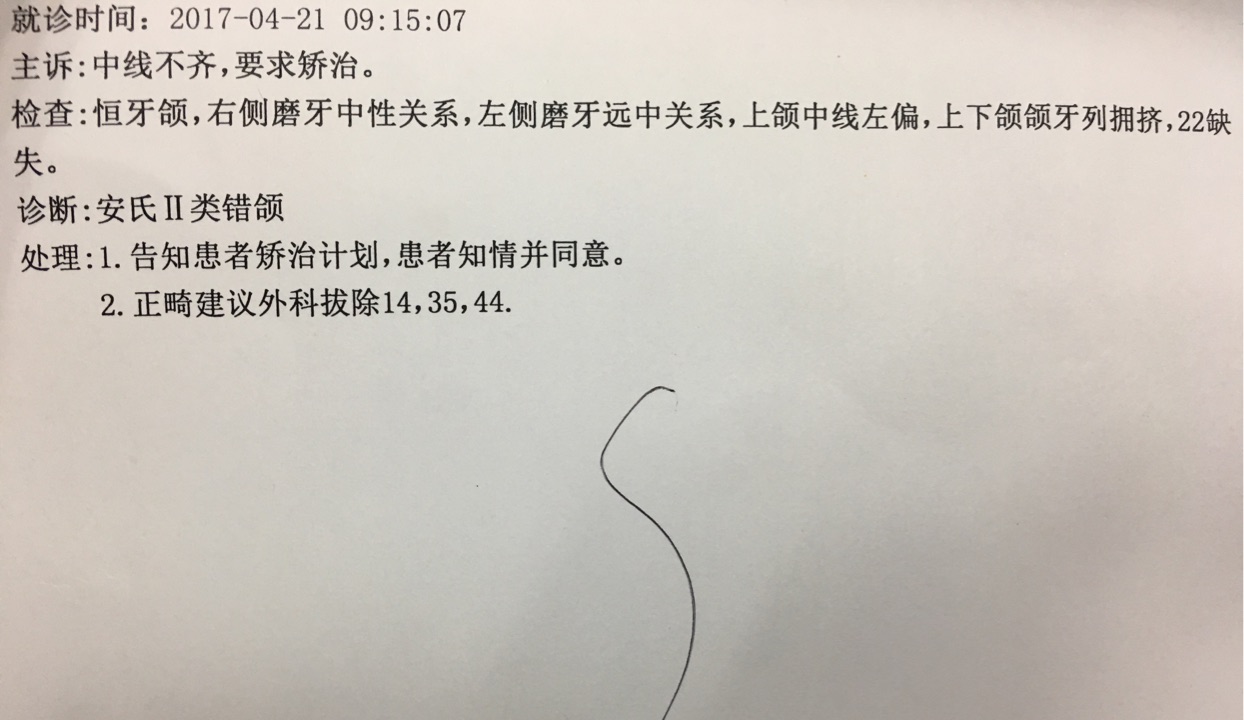 就诊时间：2017-04-21 09:15:07
主诉:中线不齐,要求矫治。
检查:恒牙颌,右侧磨牙中性关系,左侧磨牙远中关系,上颌中线左偏,上下颌颌牙列拥挤,22缺
失。
诊断:安氏Ⅱ类错颌
处理:1.告知患者矫治计划,患者知情并同意。
2.正畸建议外科拔除14,35,44.